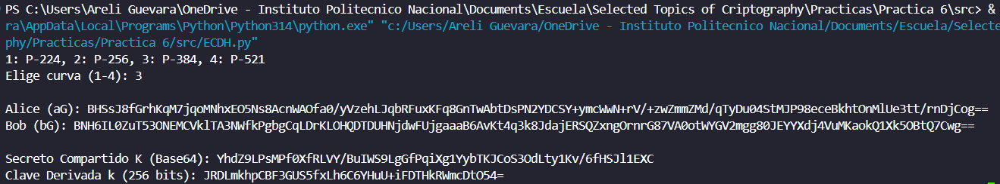 PS C:\Users\Areli Guevara\OneDrive - Instituto Politecnico Nacional\Documents\Escuela\Selected Topics of Criptography\Practicas\Practica 6\src> &
ra\AppData\Local\Programs\Python\Python314\python.exe" "c:/Users/Areli Guevara/OneDrive - Instituto Politecnico Nacional/Documents/Escuela/Selecte
phy/Practicas/Practica 6/src/ECDH.py"
1: P-224, 2: P-256, 3: P-384, 4: P-521
Elige curva (1-4): 3
Alice (aG): BHSsJ8fGrhKqM7jqoMNhxEO5Ns8AcnWAOfa0/yVzehLJqbRFuxKFq8GnTwAbtDsPN2YDCSY+ymcWwN+rV/+zwZmmZMd/qTyDu04StMJP98eceBkhtOnMlUe3tt/rnDjCog==
Bob (bG): BNH6IL0ZuT53ONEMCVklTA3NWfkPgbgCqLDrKLOHQDTDUHNjdwFUjgaaaB6AvKt4q3k8JdajERSQZxngOrnrG87VA0otWYGV2mgg80JEYYXdj4VuMKaokQ1Xk5OBtQ7Cwg==
Secreto Compartido K (Base64): YhdZ9LPsMPf0XfRLVY/BuIWS9LgGfPqiXg1YybTKJCoS3OdLty1Kv/6fHSJl1EXC
Clave Derivada k (256 bits): JRDLmkhpCBF3GUS5fxLh6C6YHuU+iFDTHkRWmcDtO54=